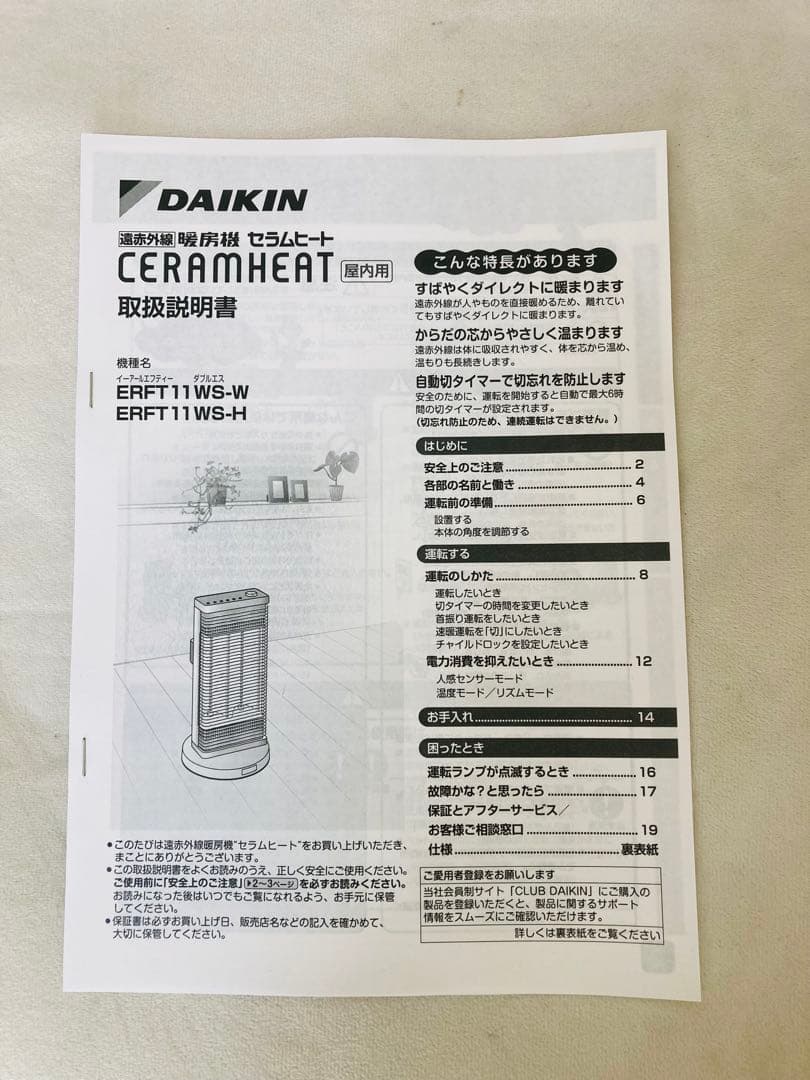 DAIKIN
遠赤外線 暖房機 セラムヒート
CERAMHEAT 屋内用
取扱説明書
機種名
イーアールエフティー ダブルエス
ERFT11WS-W
ERFT11WS-H
●このたびは遠赤外線暖房機“セラムヒート”をお買い上げいただき、
まことにありがとうございます。
●この取扱説明書をよくお読みのうえ、正しく安全にご使用ください。
ご使用前に「安全上のご注意」▶2~3ページを必ずお読みください。
お読みになった後はいつでもご覧になれるよう、お手元に保管
してください。
●保証書は必ずお買い上げ日、販売店名などの記入を確かめて、
大切に保管してください。
こんな特長があります
すばやくダイレクトに暖まります
遠赤外線が人やものを直接暖めるため、離れてい
てもすばやくダイレクトに暖まります。
からだの芯からやさしく温まります
遠赤外線は体に吸収されやすく、体を芯から温め、
温もりも長続きします。
自動切タイマーで切忘れを防止します
安全のために、運転を開始すると自動で最大6時
間の切タイマーが設定されます。
(切忘れ防止のため、連続運転はできません。)
はじめに
安全上のご注意 2
各部の名前と働き 4
運転前の準備 6
設置する
本体の角度を調節する
運転する
運転のしかた 8
運転したいとき
切タイマーの時間を変更したいとき
首振り運転をしたいとき
速暖運転を「切」にしたいとき
チャイルドロックを設定したいとき
電力消費を抑えたいとき 12
人感センサーモード
温度モード/リズムモード
お手入れ 14
困ったとき
運転ランプが点滅するとき 16
故障かな?と思ったら 17
保証とアフターサービス/
お客様ご相談窓口 19
仕様 裏表紙
ご愛用者登録をお願いします
当社会員制サイト「CLUB DAIKIN」にご購入の
製品を登録いただくと、製品に関するサポート
情報をスムーズにご確認いただけます。
詳しくは裏表紙をご覧ください